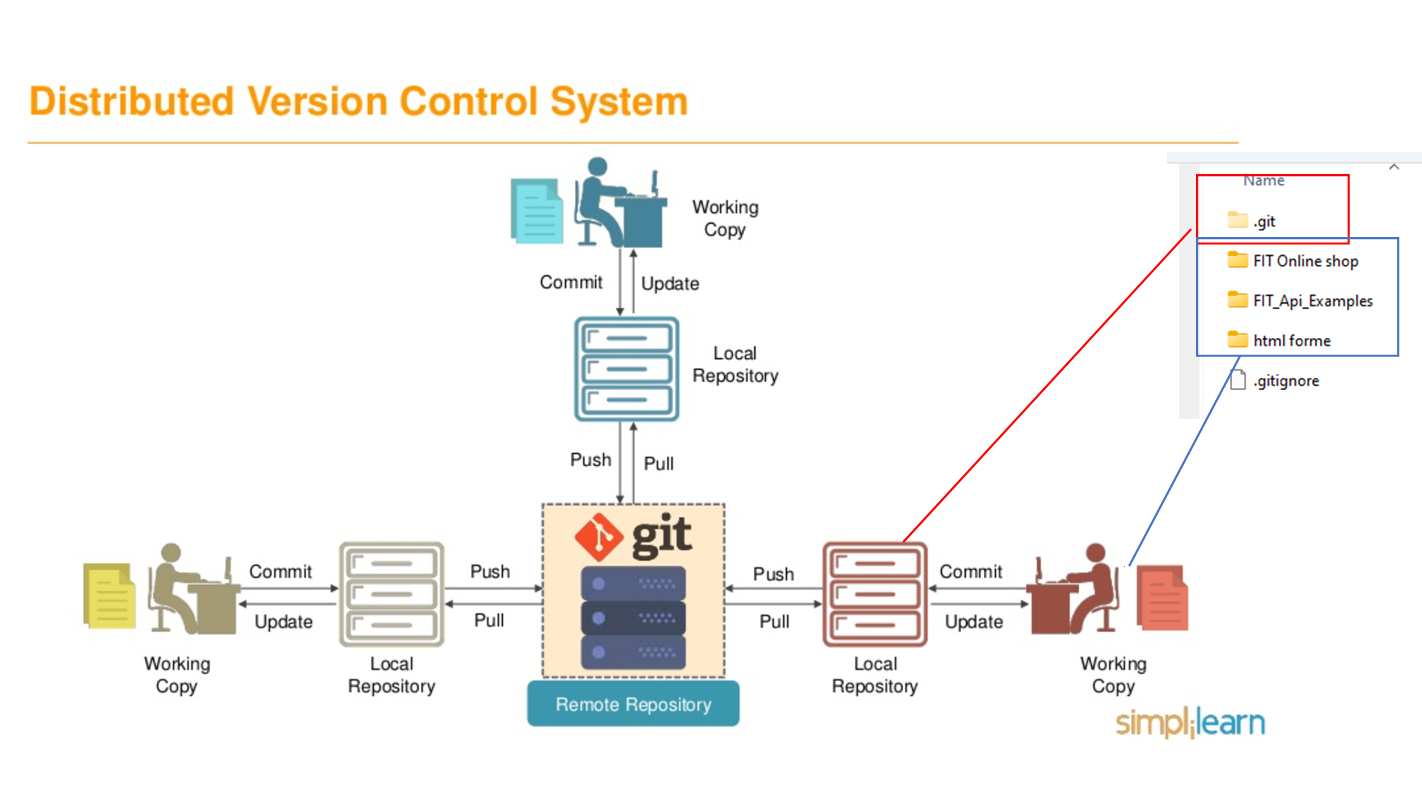 Distributed Version Control System
Name
.git
FIT Online shop
FIT_Api_Examples
html forme
.gitignore
Working
Copy
Commit
Update
Local
Repository
Push
Pull
git
Commit
Update
Push
Pull
Push
Pull
Commit
Update
Working
Copy
Local
Repository
Remote Repository
Local
Repository
Working
Copy
simplilearn